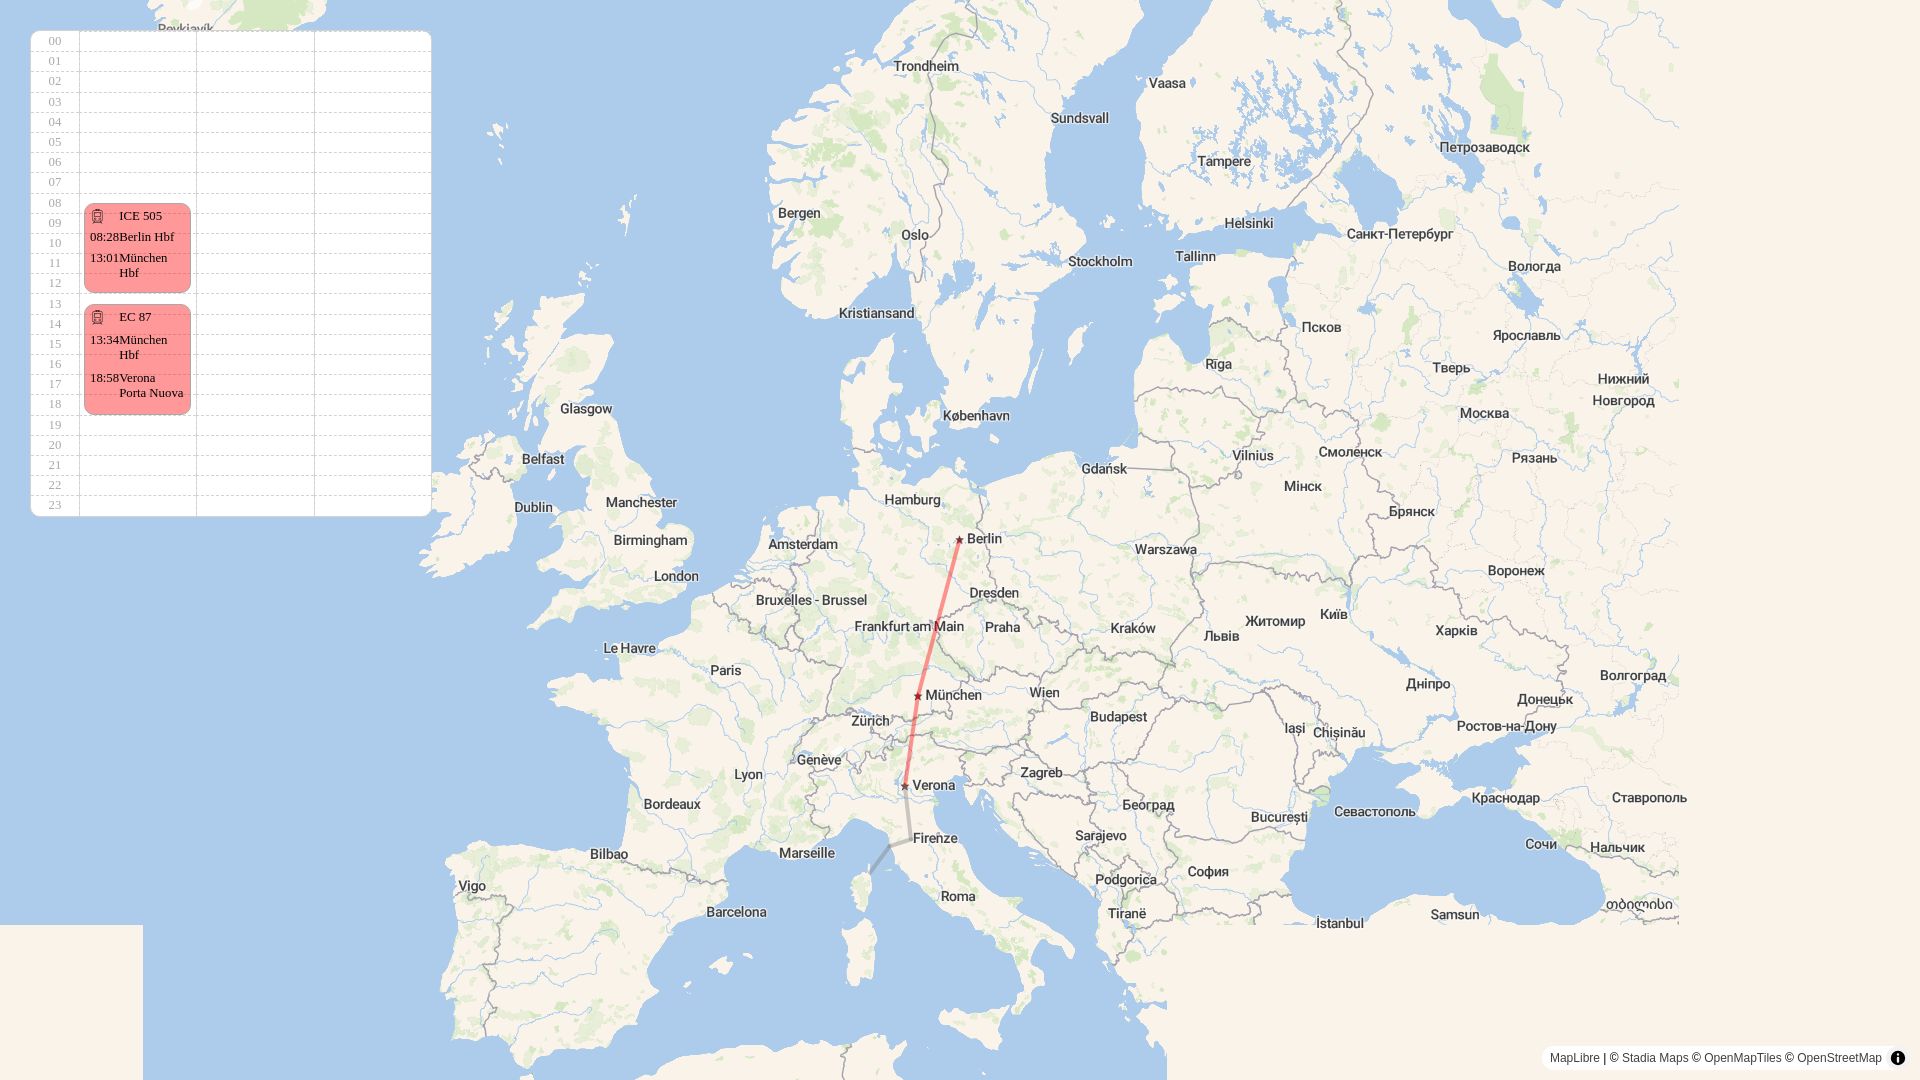 Reykjavík
00
01
02
03
04
05
06
07
08
09
10
11
12
13
14
15
16
17
18
19
20
21
22
23
ICE 505
08:28 Berlin Hbf
13:01 München
Hbf
EC 87
13:34 München
Hbf
18:58 Verona
Porta Nuova
Trondheim
Vaasa
Sundsvall
Петрозаводск
Tampere
Bergen
Helsinki
Oslo
Санкт-Петербург
Tallinn
Stockholm
Вологда
Kristiansand
Псков
Ярославль
Rīga
Тверь
Нижний
Новгород
Glasgow
København
Москва
Belfast
Vilnius
Смоленск
Рязань
Gdańsk
Мінск
Hamburg
Manchester
Dublin
Брянск
Berlin
Birmingham
Amsterdam
Warszawa
Воронеж
London
Dresden
Bruxelles - Brussel
Київ
Житомир
Frankfurt am Main
Praha
Kraków
Львів
Харків
Le Havre
Paris
Волгоград
Дніпро
München
Wien
Донецьк
Zürich
Budapest
Iași
Chișinău
Ростов-на-Дону
Genève
Lyon
Zagreb
Verona
Краснодар
Ставрополь
Bordeaux
Београд
București
Севастополь
Firenze
Sarajevo
Сочи
Нальчик
Marseille
Bilbao
София
Podgorica
Vigo
Roma
თბილისი
Barcelona
Tiranë
Samsun
İstanbul
MapLibre | © Stadia Maps © OpenMapTiles © OpenStreetMap